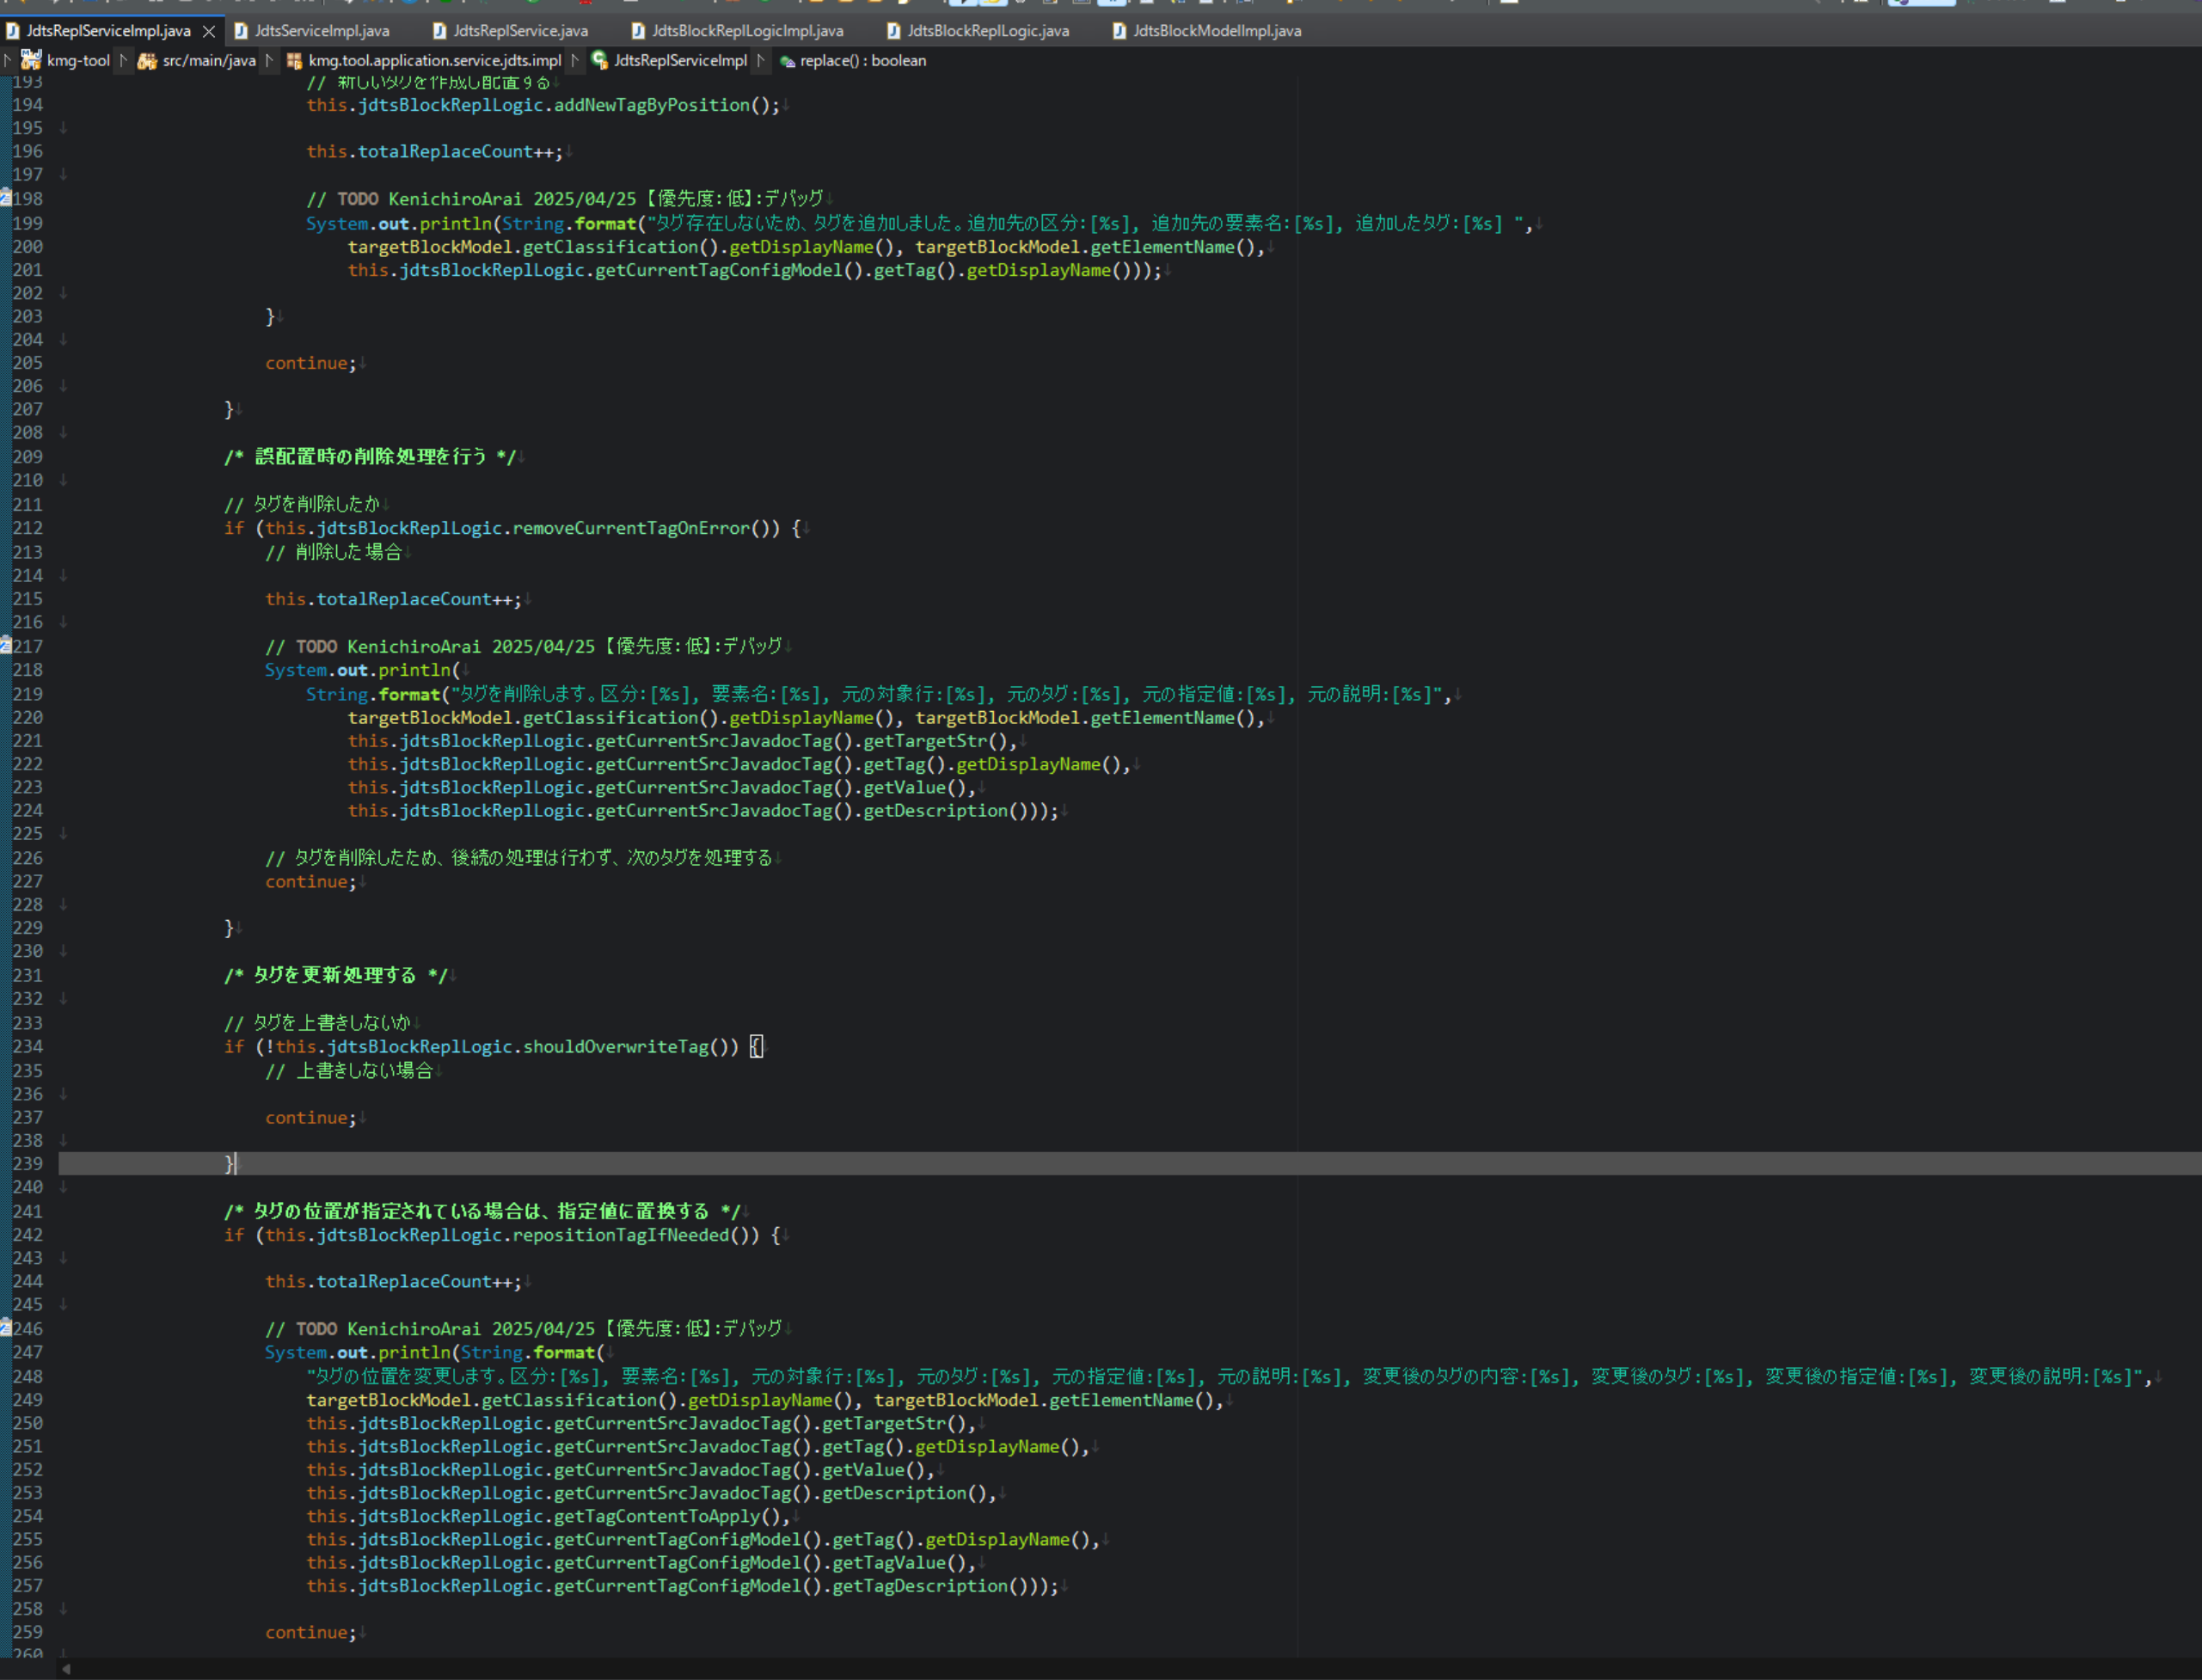 JdtsReplServiceImpl.java JdtsServiceImpl.java JdtsReplService.java JdtsBlockReplLogicImpl.java JdtsBlockReplLogic.java JdtsBlockModelImpl.java
kmg-tool src/main/java kmg.tool.application.service.jdts.impl JdtsReplServiceImpl replace() : boolean
193 // 新しいタグを作成し配置する
194 this.jdtsBlockReplLogic.addNewTagByPosition();
195
196 this.totalReplaceCount++;
197
198 // TODO KenichiroArai 2025/04/25 【優先度：低】：デバッグ
199 System.out.println(String.format("タグ存在しないため、タグを追加しました。追加先の区分：[%s], 追加先の要素名：[%s], 追加したタグ：[%s] ",
200 targetBlockModel.getClassification().getDisplayName(), targetBlockModel.getElementName(),
201 this.jdtsBlockReplLogic.getCurrentTagConfigModel().getTag().getDisplayName()));
202
203 }
204
205 continue;
206
207 }
208
209 /* 誤配置時の削除処理を行う */
210
211 // タグを削除したか
212 if (this.jdtsBlockReplLogic.removeCurrentTagOnError()) {
213 // 削除した場合
214
215 this.totalReplaceCount++;
216
217 // TODO KenichiroArai 2025/04/25 【優先度：低】：デバッグ
218 System.out.println(
219 String.format("タグを削除します。区分：[%s], 要素名：[%s], 元の対象行：[%s], 元のタグ：[%s], 元の指定値：[%s], 元の説明：[%s]",
220 targetBlockModel.getClassification().getDisplayName(), targetBlockModel.getElementName(),
221 this.jdtsBlockReplLogic.getCurrentSrcJavadocTag().getTargetStr(),
222 this.jdtsBlockReplLogic.getCurrentSrcJavadocTag().getTag().getDisplayName(),
223 this.jdtsBlockReplLogic.getCurrentSrcJavadocTag().getValue(),
224 this.jdtsBlockReplLogic.getCurrentSrcJavadocTag().getDescription()));
225
226 // タグを削除したため、後続の処理は行わず、次のタグを処理する
227 continue;
228
229 }
230
231 /* タグを更新処理する */
232
233 // タグを上書きしないか
234 if (!this.jdtsBlockReplLogic.shouldOverwriteTag()) {
235 // 上書きしない場合
236
237 continue;
238
239 }
240
241 /* タグの位置が指定されている場合は、指定値に置換する */
242 if (this.jdtsBlockReplLogic.repositionTagIfNeeded()) {
243
244 this.totalReplaceCount++;
245
246 // TODO KenichiroArai 2025/04/25 【優先度：低】：デバッグ
247 System.out.println(String.format(
248 "タグの位置を変更します。区分：[%s], 要素名：[%s], 元の対象行：[%s], 元のタグ：[%s], 元の指定値：[%s], 元の説明：[%s], 変更後のタグの内容：[%s], 変更後のタグ：[%s], 変更後の指定値：[%s], 変更後の説明：[%s]",
249 targetBlockModel.getClassification().getDisplayName(), targetBlockModel.getElementName(),
250 this.jdtsBlockReplLogic.getCurrentSrcJavadocTag().getTargetStr(),
251 this.jdtsBlockReplLogic.getCurrentSrcJavadocTag().getTag().getDisplayName(),
252 this.jdtsBlockReplLogic.getCurrentSrcJavadocTag().getValue(),
253 this.jdtsBlockReplLogic.getCurrentSrcJavadocTag().getDescription(),
254 this.jdtsBlockReplLogic.getTagContentToApply(),
255 this.jdtsBlockReplLogic.getCurrentTagConfigModel().getTag().getDisplayName(),
256 this.jdtsBlockReplLogic.getCurrentTagConfigModel().getTagValue(),
257 this.jdtsBlockReplLogic.getCurrentTagConfigModel().getTagDescription()));
258
259 continue;
260